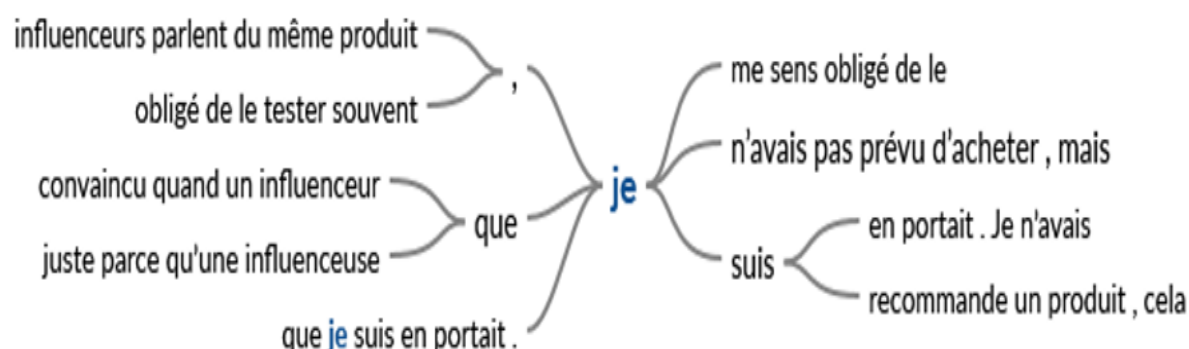 influenceurs parlent du même produit
obligé de le tester souvent
,
convaincu quand un influenceur
juste parce qu'une influenceuse
que
que je suis en portait .
je
me sens obligé de le
n'avais pas prévu d'acheter , mais
suis
en portait . Je n'avais
recommande un produit , cela